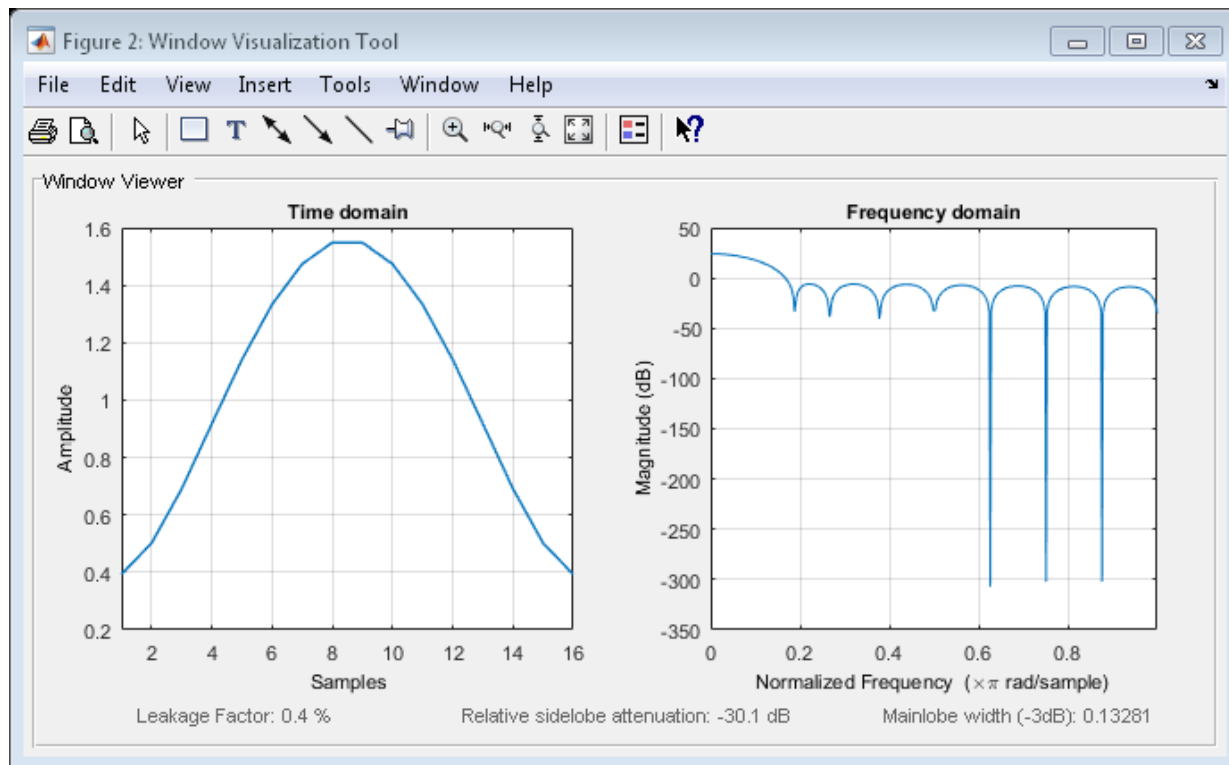 Figure 2: Window Visualization Tool
File Edit View Insert Tools Window Help
T
?
Window Viewer
Time domain
1.6
1.4
1.2
1
0.8
0.6
0.4
0.2
Amplitude
2 4 6 8 10 12 14 16
Samples
Frequency domain
50
0
-50
-100
-150
-200
-250
-300
-350
Magnitude (dB)
0 0.2 0.4 0.6 0.8
Normalized Frequency (×π rad/sample)
Leakage Factor: 0.4 %
Relative sidelobe attenuation: -30.1 dB
Mainlobe width (-3dB): 0.13281